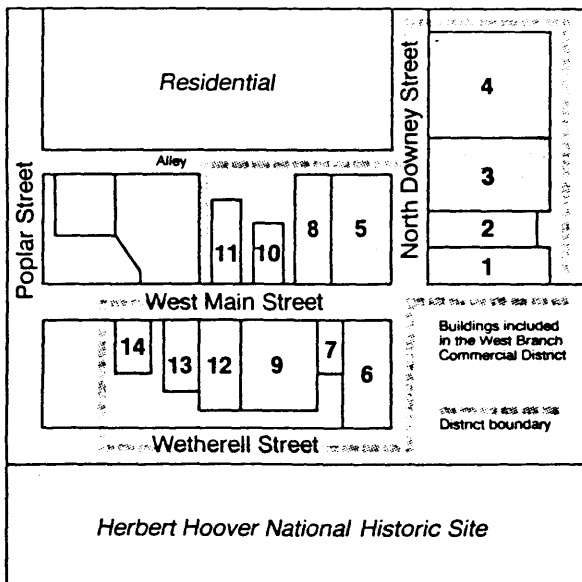 Residential
North Downey Street
4
Alley
3
Poplar Street
11
10
8
5
2
1
West Main Street
Buildings included
in the West Branch
Commercial District
14
13
12
9
7
6
District boundary
Wetherell Street
Herbert Hoover National Historic Site